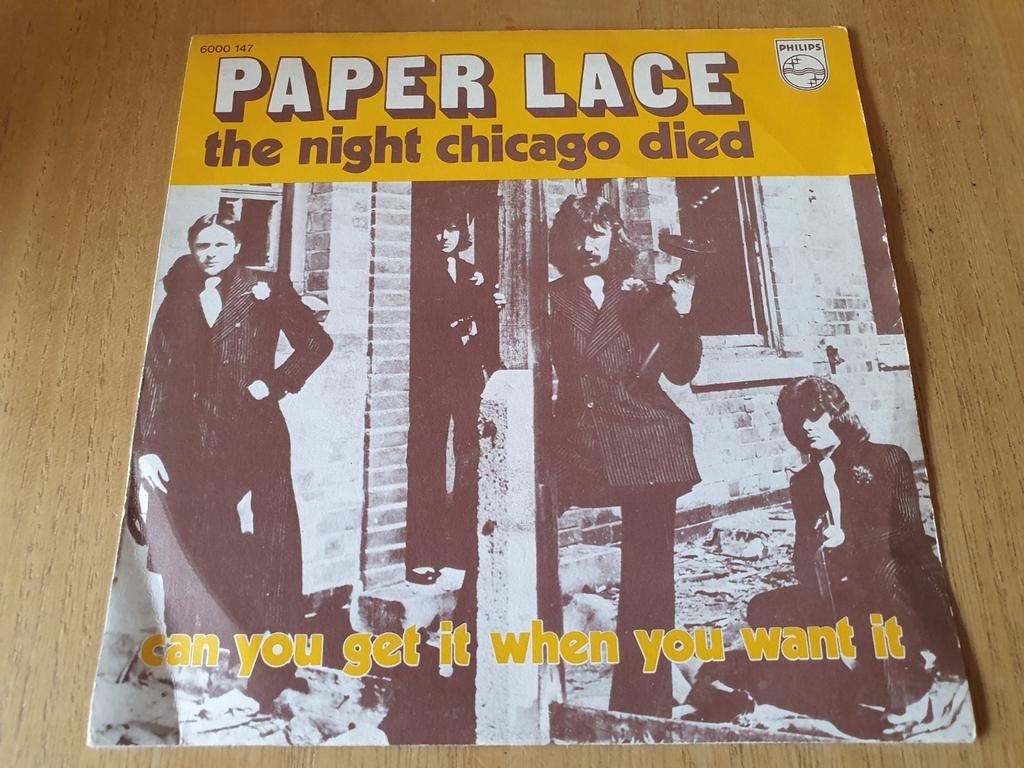 6000 147
PHILIPS
PAPER LACE
the night chicago died
can you get it when you want it